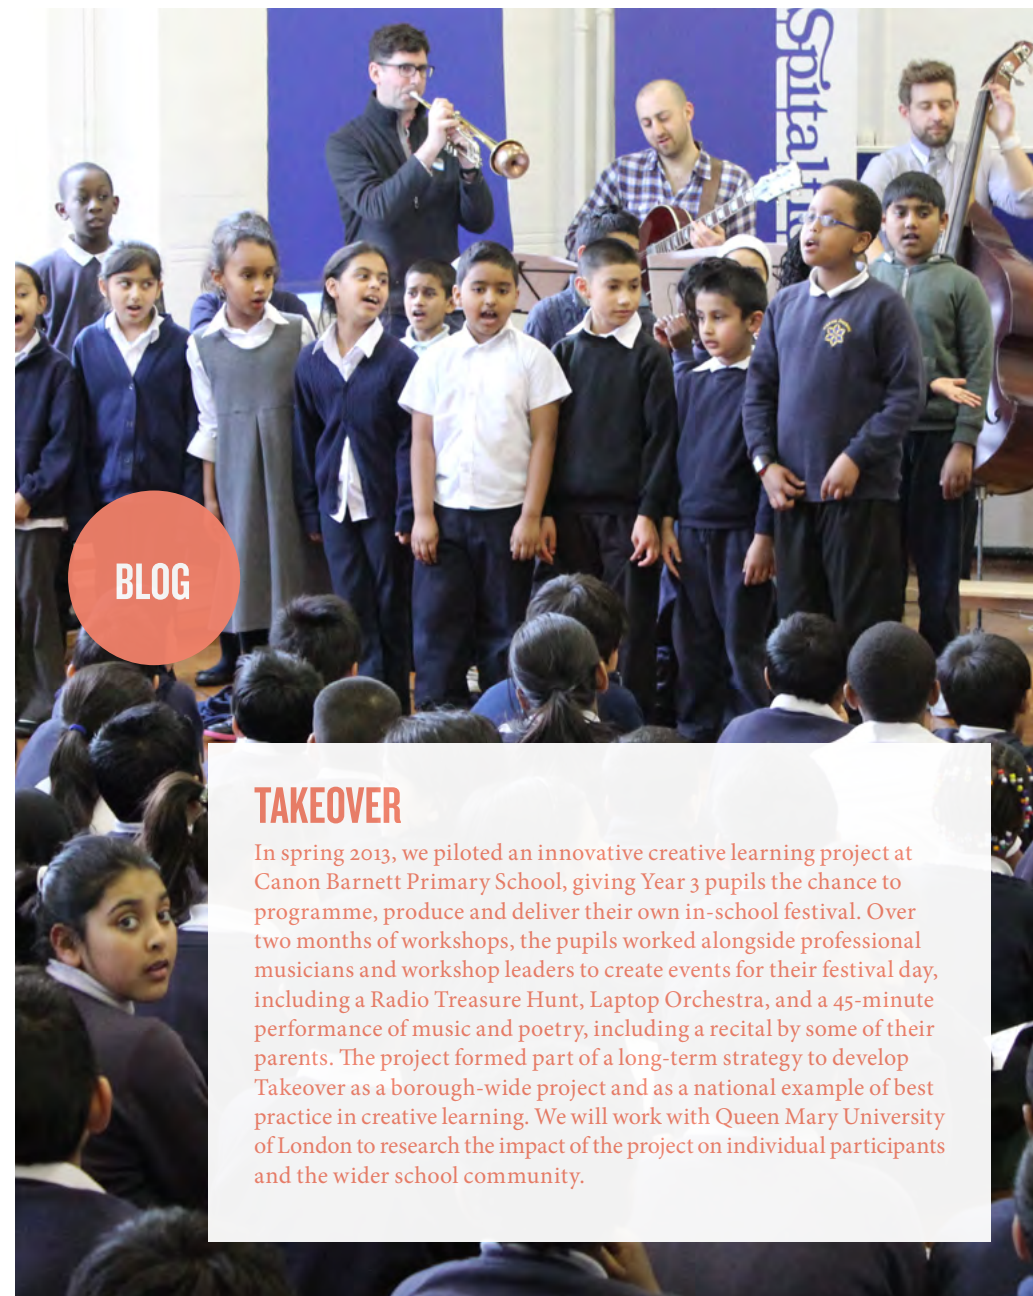 Spitalf
BLOG
TAKEOVER
In spring 2013, we piloted an innovative creative learning project at
Canon Barnett Primary School, giving Year 3 pupils the chance to
programme, produce and deliver their own in-school festival. Over
two months of workshops, the pupils worked alongside professional
musicians and workshop leaders to create events for their festival day,
including a Radio Treasure Hunt, Laptop Orchestra, and a 45-minute
performance of music and poetry, including a recital by some of their
parents. The project formed part of a long-term strategy to develop
Takeover as a borough-wide project and as a national example of best
practice in creative learning. We will work with Queen Mary University
of London to research the impact of the project on individual participants
and the wider school community.